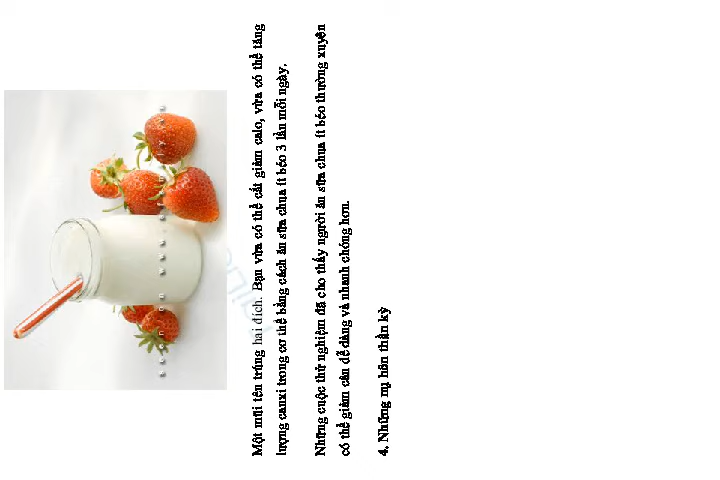 Một mũi tên trúng hai đích. Bạn vừa có thể cắt giảm calo, vừa có thể tăng
lượng canxi trong cơ thể bằng cách ăn sữa chua ít béo 3 lần mỗi ngày.
Những cuộc thử nghiệm đã cho thấy người ăn sữa chua ít béo thường xuyên
có thể giảm cân dễ dàng và nhanh chóng hơn.
4. Những nụ hôn thần kỳ